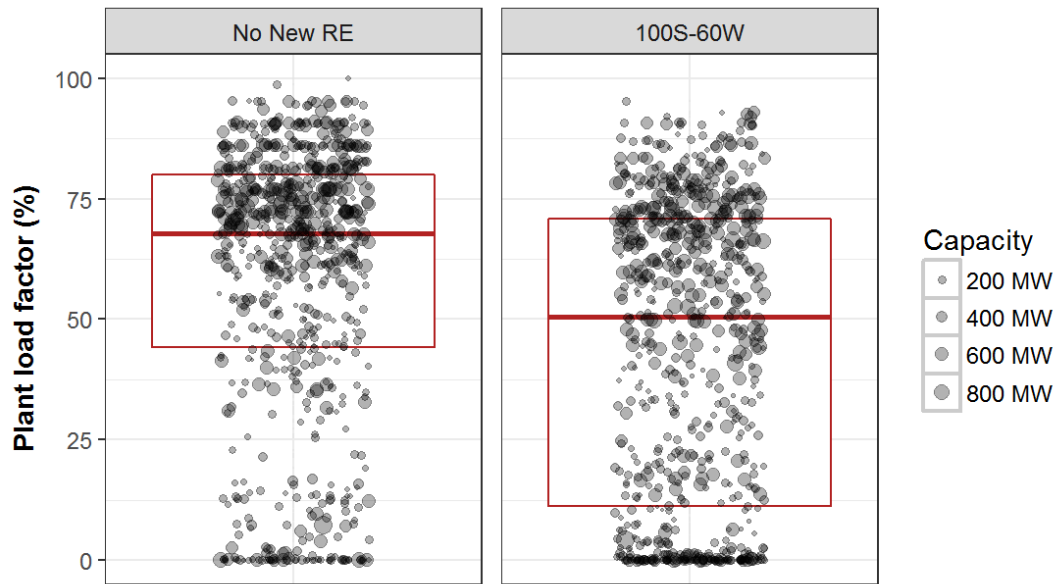 No New RE
100S-60W
Plant load factor (%)
100
75
50
25
0
Capacity
200 MW
400 MW
600 MW
800 MW